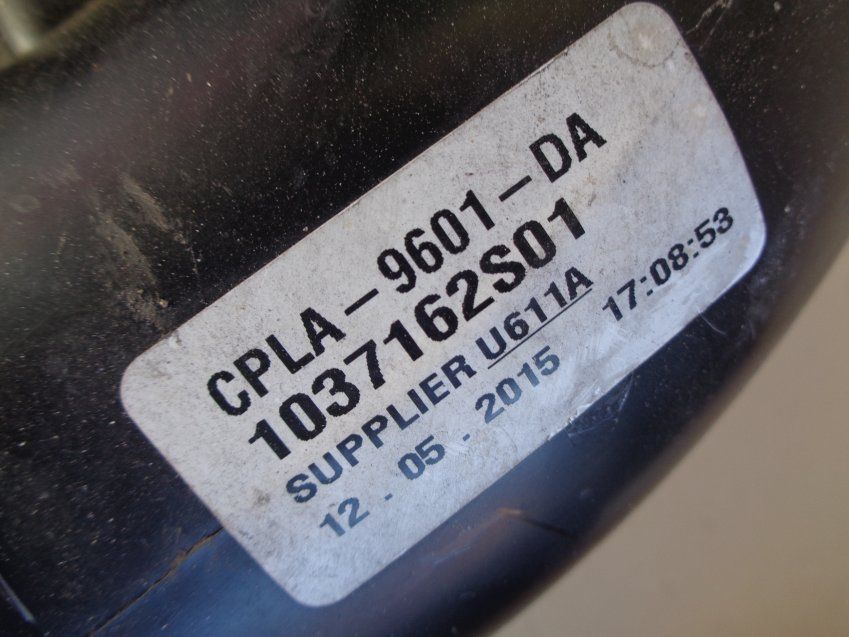 CPLA-9601-DA
1037162S01
SUPPLIER U611A
12.05.2015 17:08:53